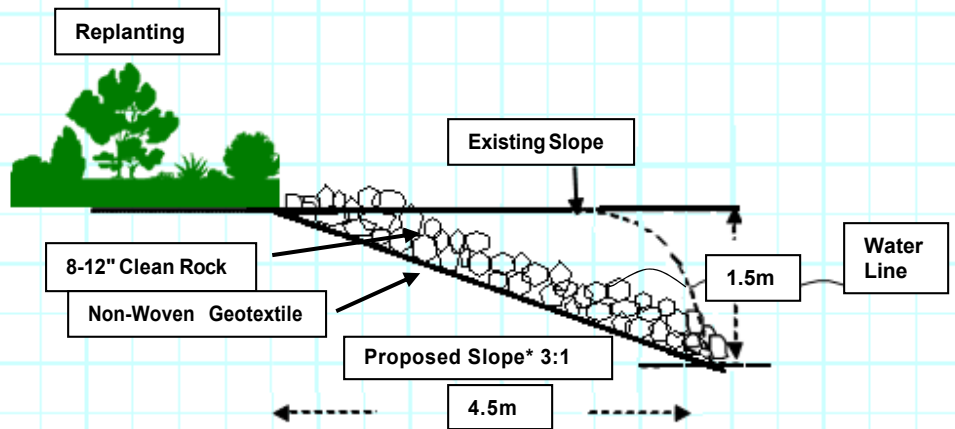 Replanting
Existing Slope
8-12" Clean Rock
Non-Woven Geotextile
Water
Line
1.5m
Proposed Slope* 3:1
4.5m